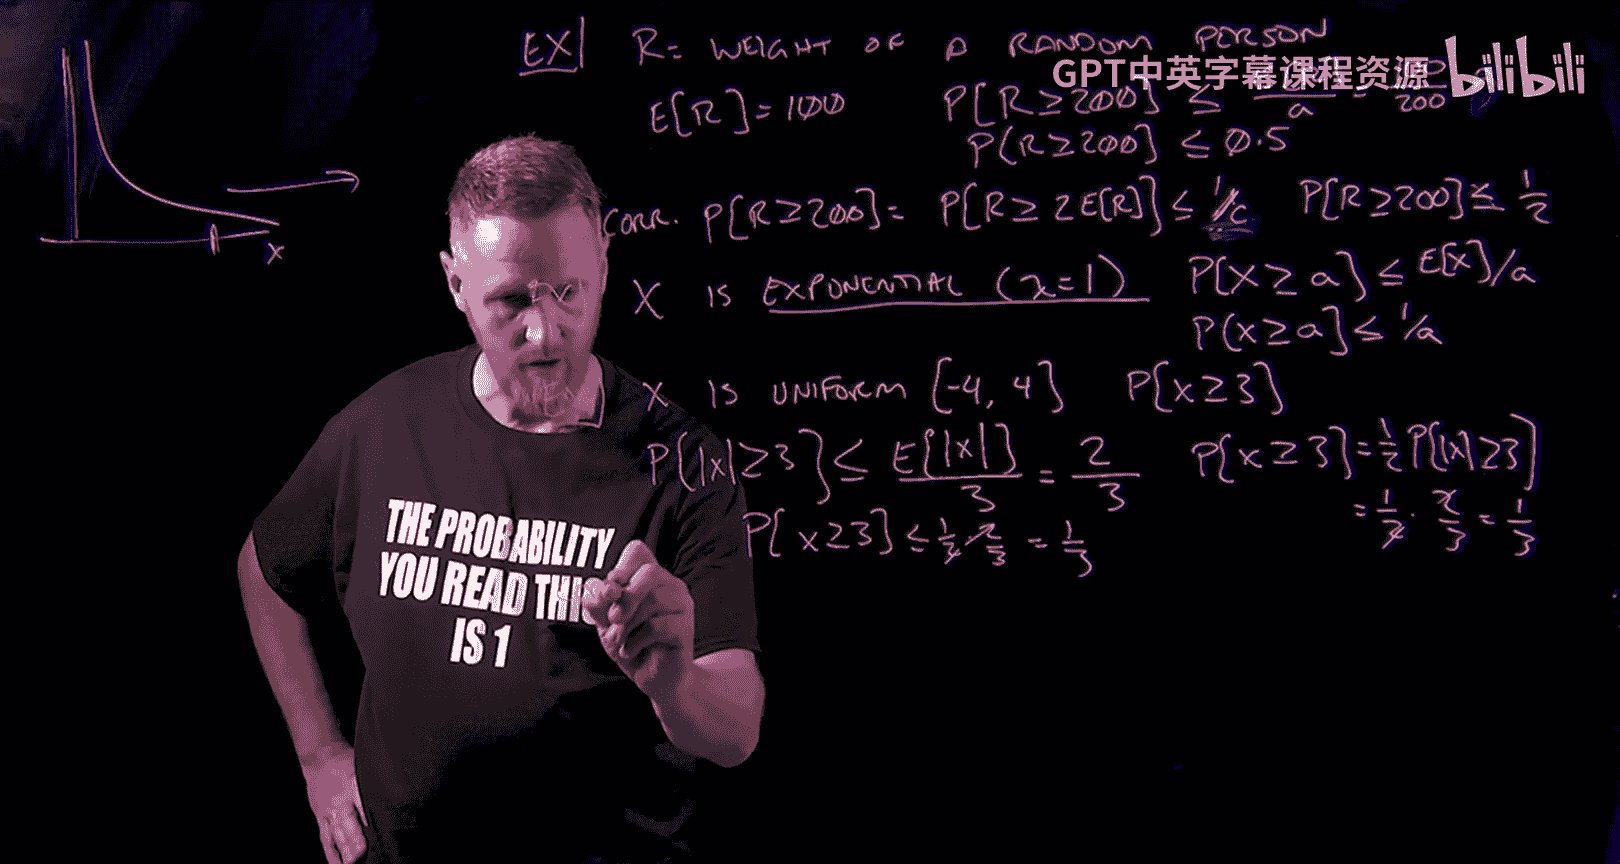 EX| R = WEIGHT OF A RANDOM PERSON
GPT中英字幕课程资源 bilibili
E[R] = 100 P[R ≥ 200] ≤ /a 200
P[R ≥ 200] ≤ 0.5
CORR. P[R ≥ 200] = P[R ≥ 2E[R]] ≤ 1/c P[R ≥ 200] ≤ 1/2
X IS EXPONENTIAL (λ=1) P[X ≥ a] ≤ E[X]/a
P[X ≥ a] ≤ 1/a
X IS UNIFORM [-4, 4] P[X ≥ 3]
P[|X| ≥ 3] ≤ E[|X|]/3 = 2/3 P[X ≥ 3] = 1/2 P[|X| ≥ 3]
= 1/2 · 2/3 = 1/3
P[X ≥ 3] ≤ 1/2 · 2/3 = 1/3
X
THE PROBABILITY
YOU READ THIS
IS 1